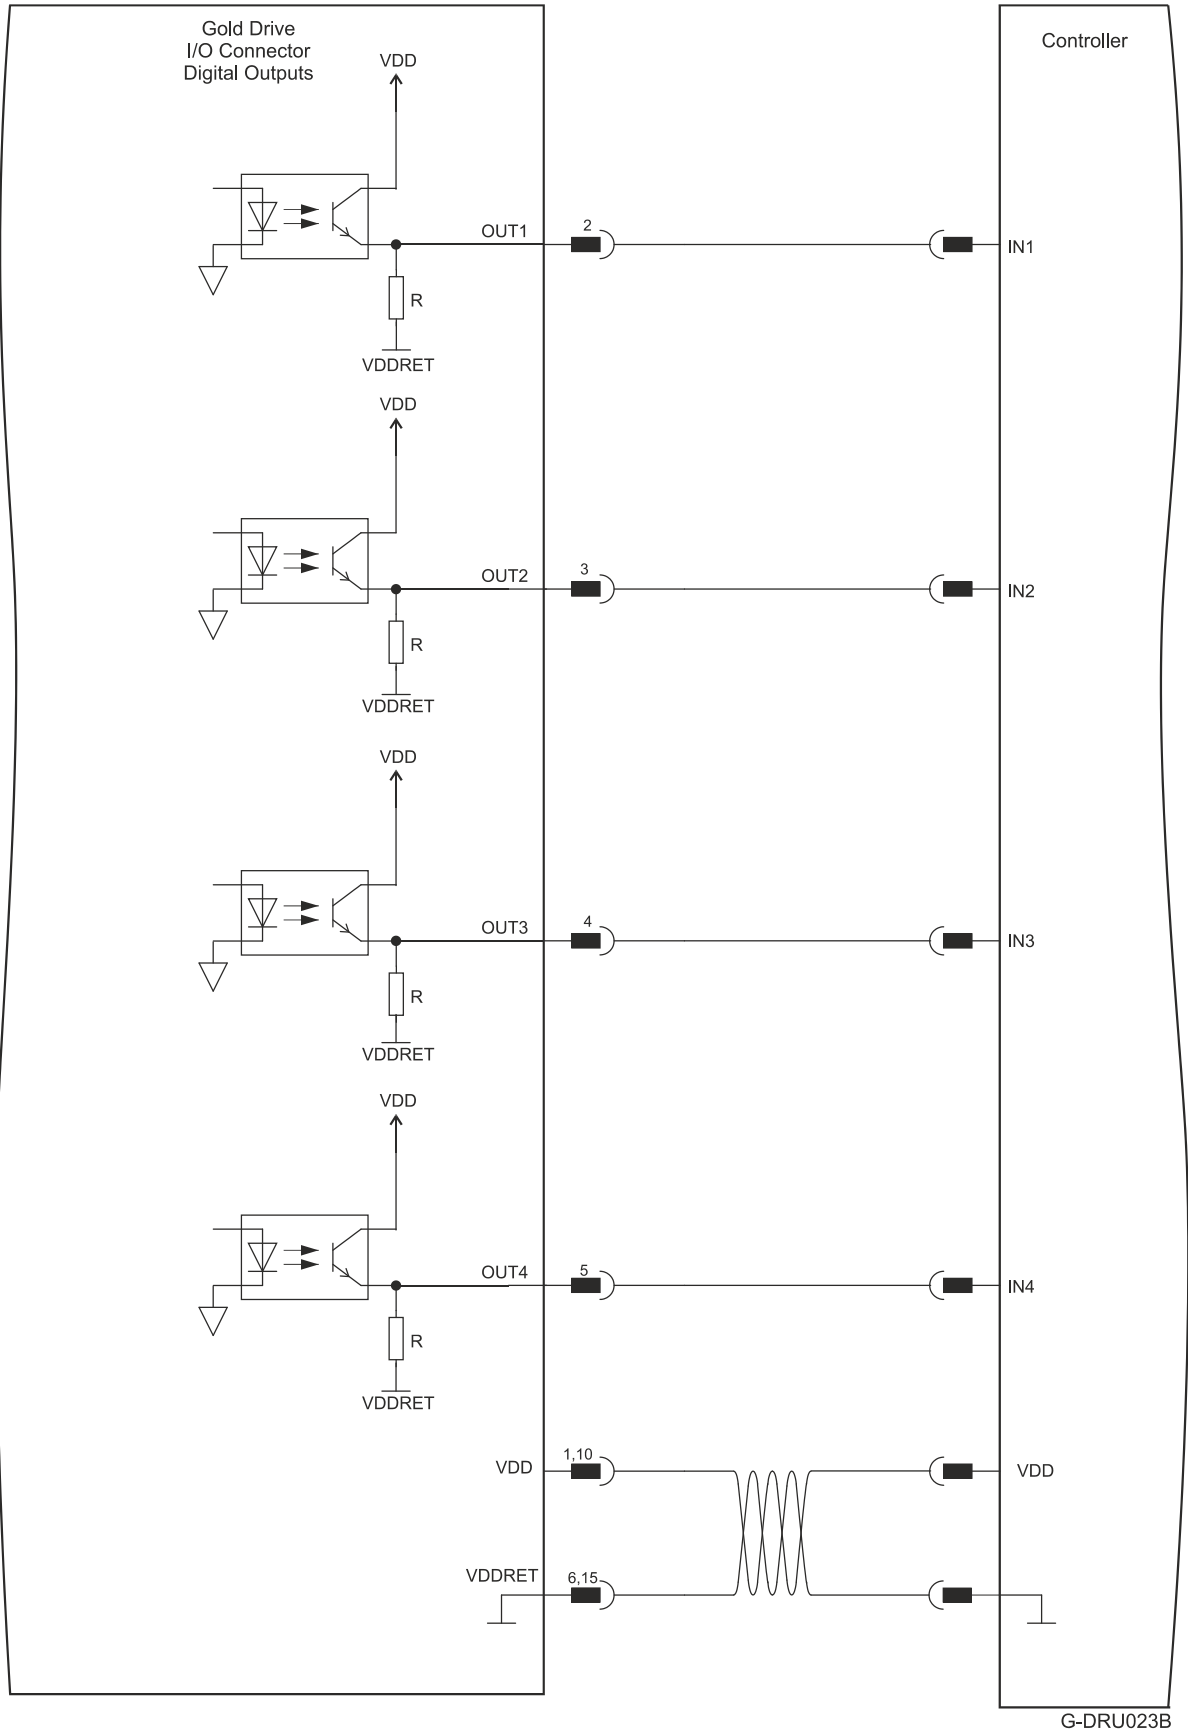 Gold Drive
I/O Connector
Digital Outputs
Controller
VDD
OUT1
2
IN1
R
VDDRET
VDD
OUT2
3
IN2
R
VDDRET
VDD
OUT3
4
IN3
R
VDDRET
VDD
OUT4
5
IN4
R
VDDRET
VDD
1,10
VDD
VDDRET
6,15
G-DRU023B